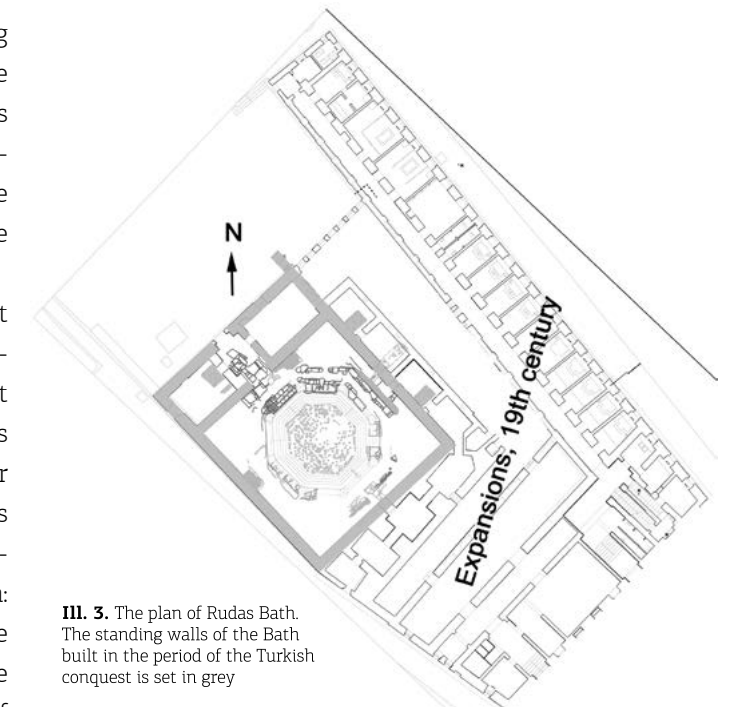 g
e
s
–
e
e
t
–
t
s
r
s
–
:
e
e
N
Expansions, 19th century
Ill. 3. The plan of Rudas Bath.
The standing walls of the Bath
built in the period of the Turkish
conquest is set in grey